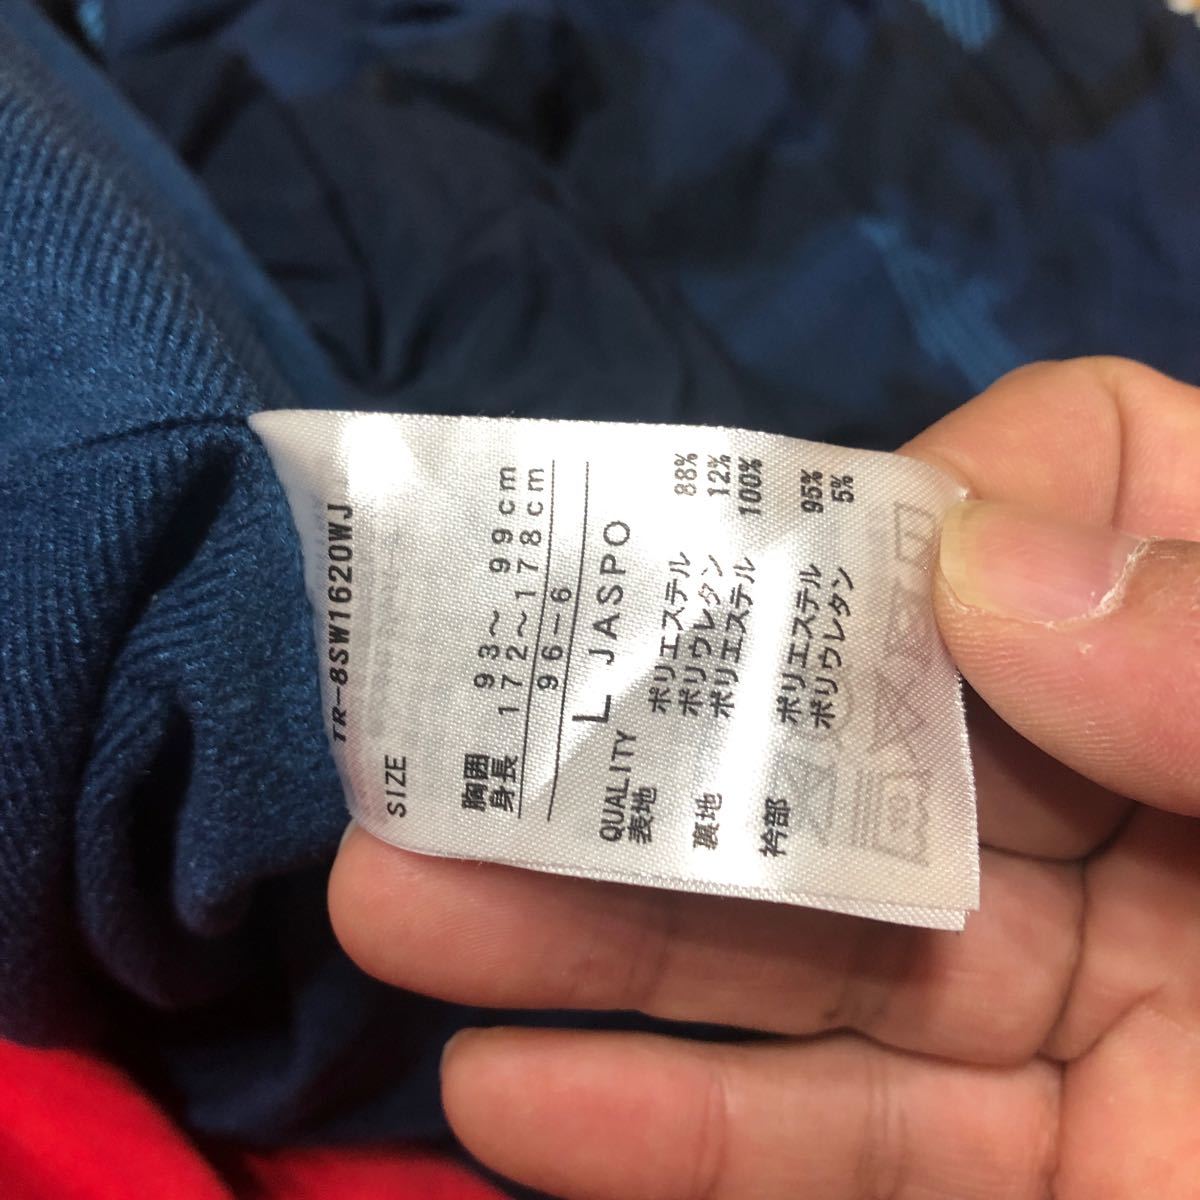 TR-8SW1620WJ
SIZE
胸囲 93～ 99cm
身長 172～178cm
96-6
L JASPO
QUALITY
表地 ポリエステル 88%
ポリウレタン 12%
裏地 ポリエステル 100%
衿部 ポリエステル 95%
ポリウレタン 5%